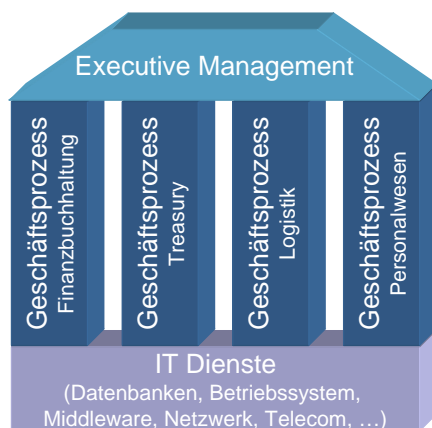 Executive Management
Geschäftsprozess
Finanzbuchhaltung
Geschäftsprozess
Treasury
Geschäftsprozess
Logistik
Geschäftsprozess
Personalwesen
IT Dienste
(Datenbanken, Betriebssystem,
Middleware, Netzwerk, Telecom, ...)